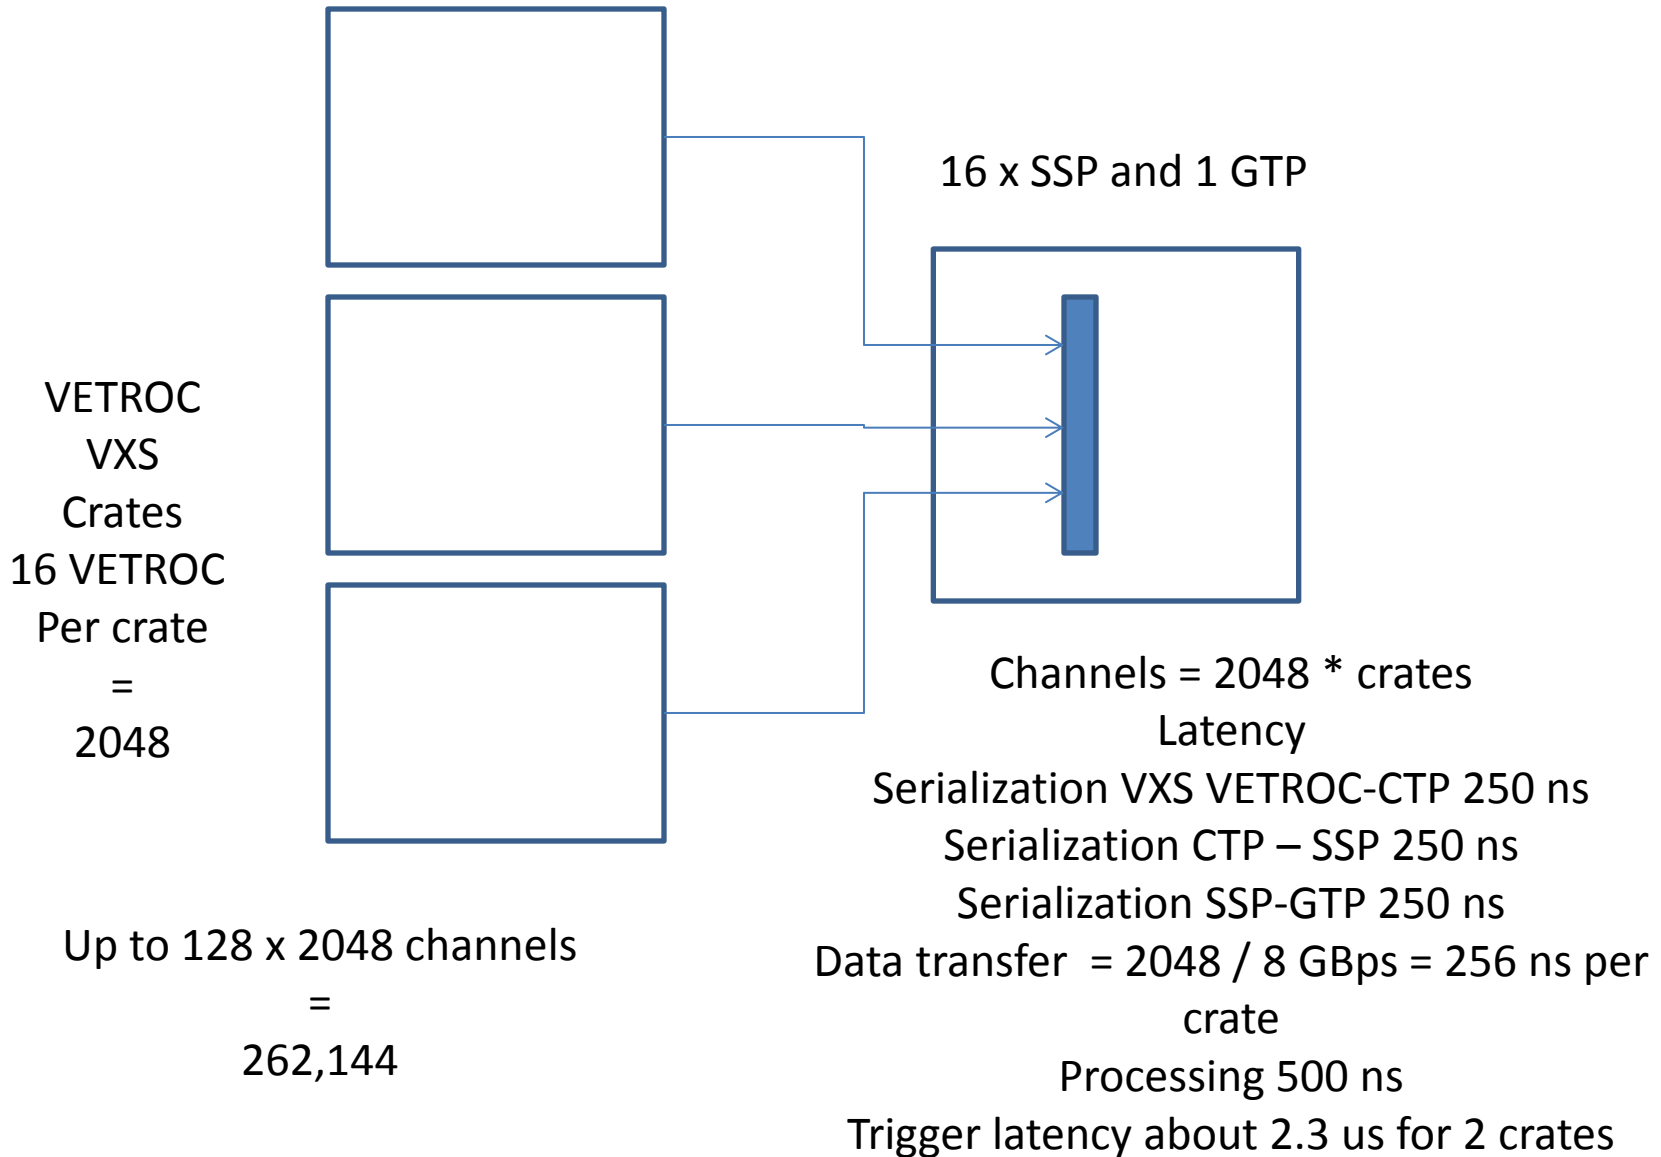 16 x SSP and 1 GTP
VETROC
VXS
Crates
16 VETROC
Per crate
=
2048
Up to 128 x 2048 channels
=
262,144
Channels = 2048 * crates
Latency
Serialization VXS VETROC-CTP 250 ns
Serialization CTP – SSP 250 ns
Serialization SSP-GTP 250 ns
Data transfer  = 2048 / 8 GBps = 256 ns per
crate
Processing 500 ns
Trigger latency about 2.3 us for 2 crates